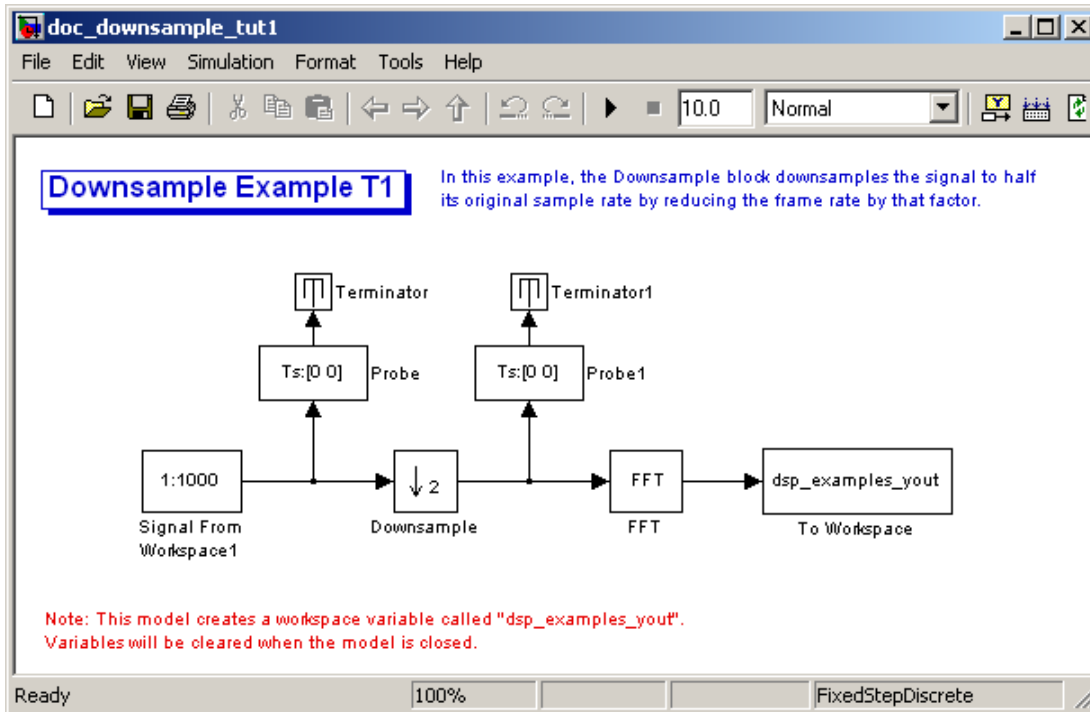 doc_downsample_tut1
File Edit View Simulation Format Tools Help
10.0 Normal
Downsample Example T1
In this example, the Downsample block downsamples the signal to half
its original sample rate by reducing the frame rate by that factor.
Terminator Terminator1
Ts:[0 0] Probe Ts:[0 0] Probe1
1:1000 2 FFT dsp_examples_yout
Signal From Downsample FFT To Workspace
Workspace1
Note: This model creates a workspace variable called "dsp_examples_yout".
Variables will be cleared when the model is closed.
Ready 100% FixedStepDiscrete